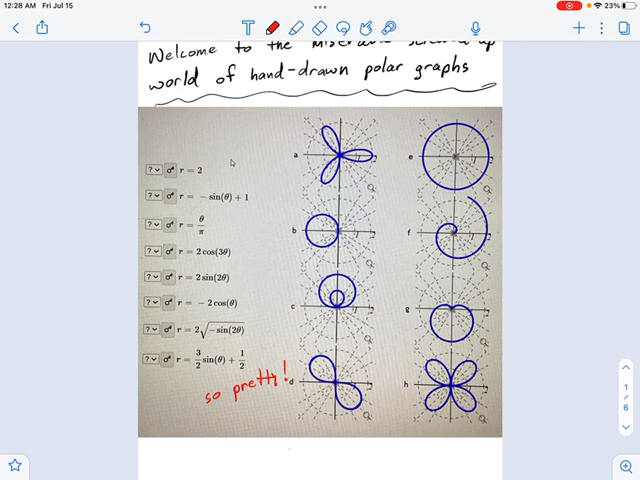 12:28 AM Fri Jul 15
23%
Welcome to the
world of hand-drawn polar graphs
? r = 2
? r = - sin(θ) + 1
? r = θ/π
? r = 2 cos(3θ)
? r = 2 sin(2θ)
? r = - 2 cos(θ)
? r = 2√-sin(2θ)
? r = 3/2 sin(θ) + 1/2
so pretty!
a
b
c
d
e
f
g
h
1
/
6